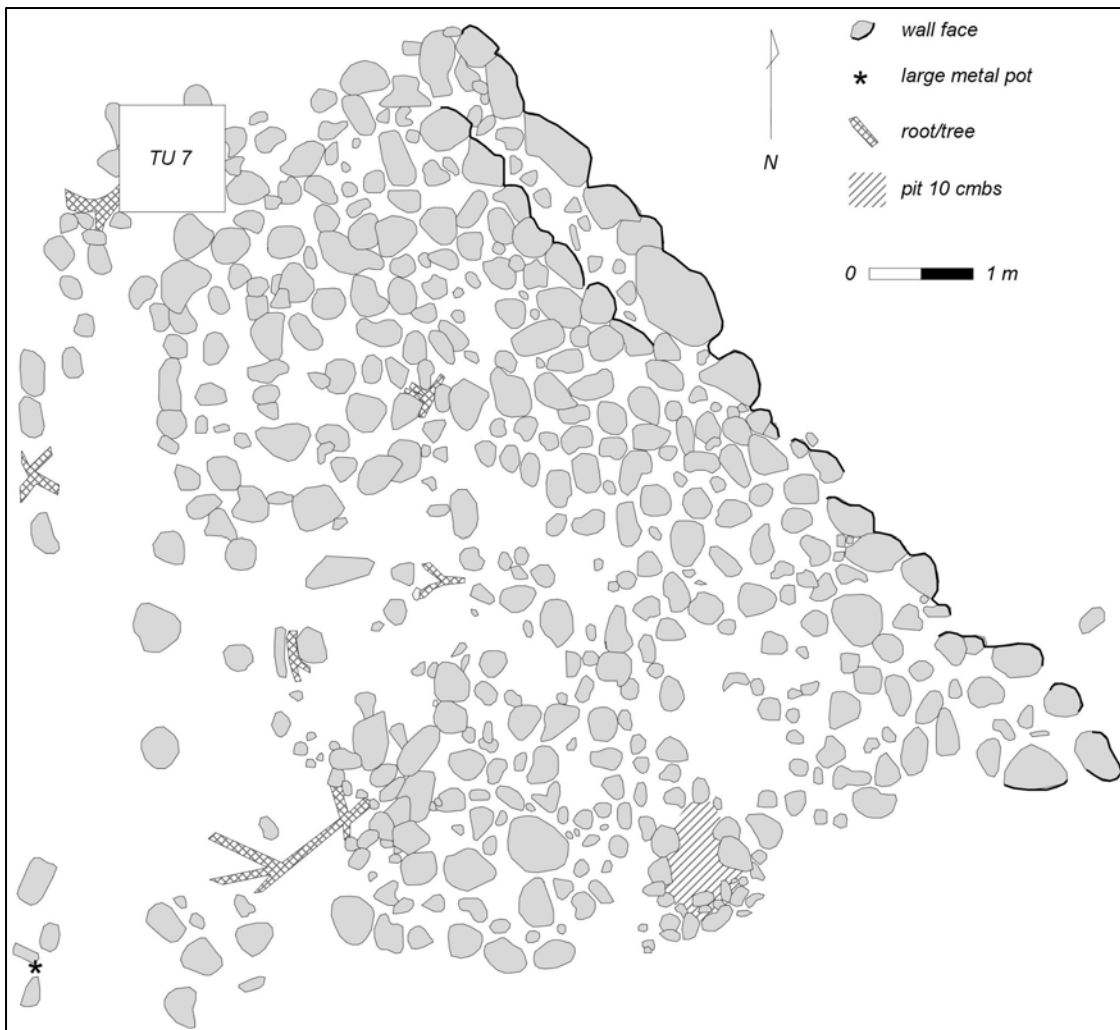 wall face
* large metal pot
root/tree
pit 10 cmbs
N
0 1 m
TU 7
*